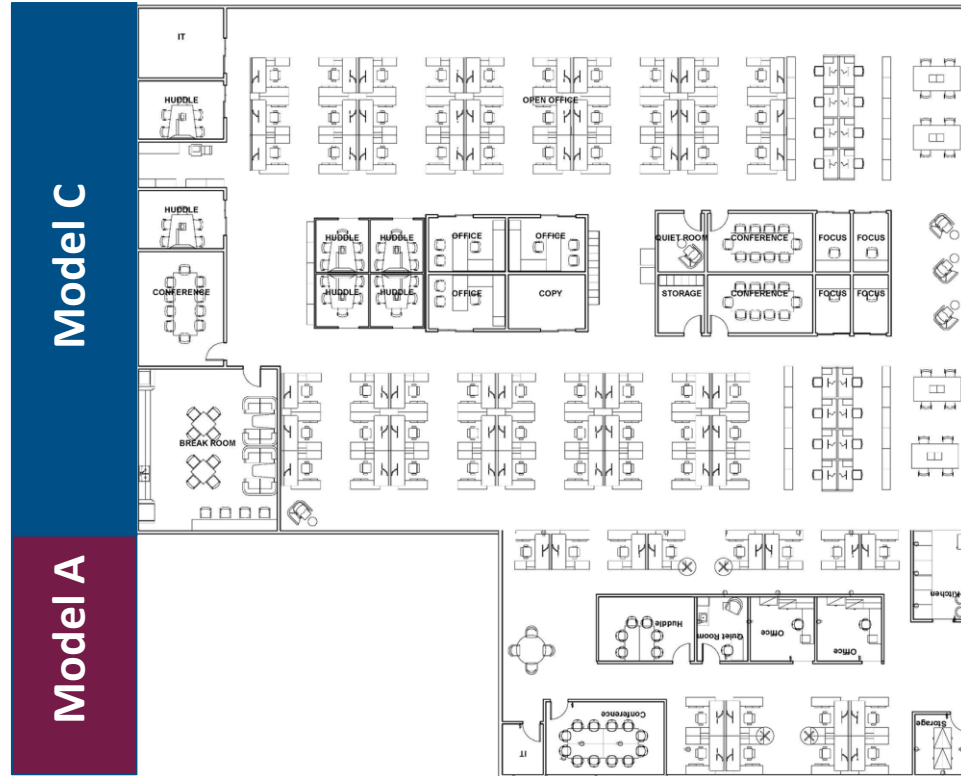 Model C
IT
HUDDLE
OPEN OFFICE
HUDDLE
HUDDLE
HUDDLE
OFFICE
OFFICE
QUIET ROOM
CONFERENCE
FOCUS
FOCUS
CONFERENCE
HUDDLE
HUDDLE
OFFICE
COPY
STORAGE
CONFERENCE
FOCUS
FOCUS
BREAK ROOM
Model A
Kitchen
Huddle
Quiet Room
Office
Office
Conference
Storage
IT